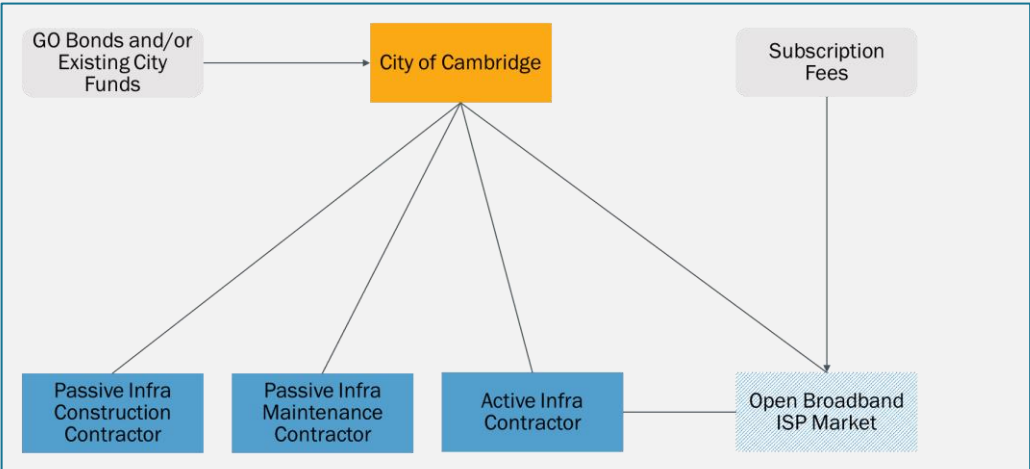 GO Bonds and/or
Existing City
Funds
City of Cambridge
Subscription
Fees
Passive Infra
Construction
Contractor
Passive Infra
Maintenance
Contractor
Active Infra
Contractor
Open Broadband
ISP Market